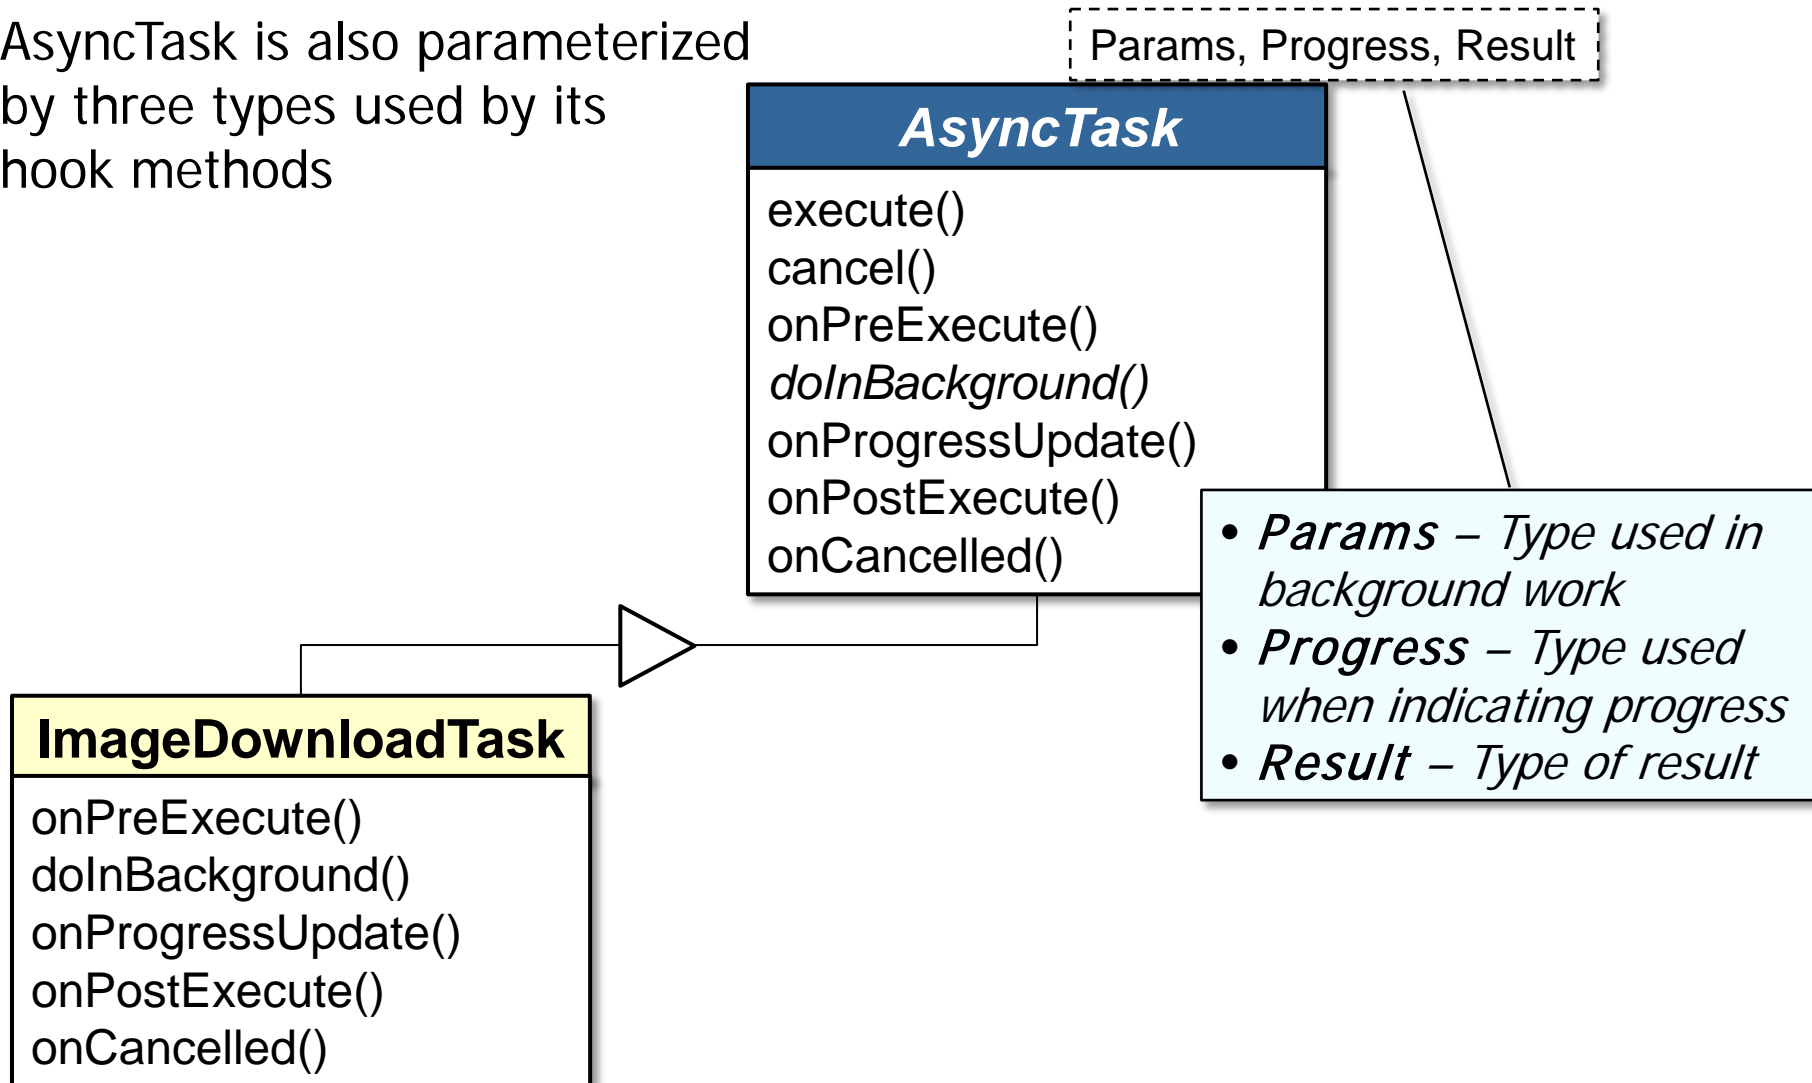 AsyncTask is also parameterized
by three types used by its
hook methods
Params, Progress, Result
AsyncTask
execute()
cancel()
onPreExecute()
doInBackground()
onProgressUpdate()
onPostExecute()
onCancelled()
• Params – Type used in
background work
• Progress – Type used
when indicating progress
• Result – Type of result
ImageDownloadTask
onPreExecute()
doInBackground()
onProgressUpdate()
onPostExecute()
onCancelled()